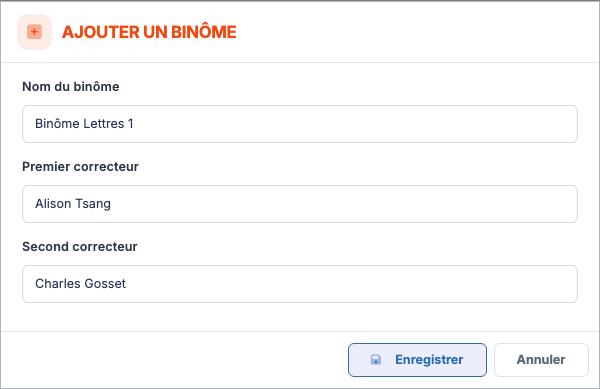 AJOUTER UN BINÔME
Nom du binôme
Binôme Lettres 1
Premier correcteur
Alison Tsang
Second correcteur
Charles Gosset
Enregistrer
Annuler